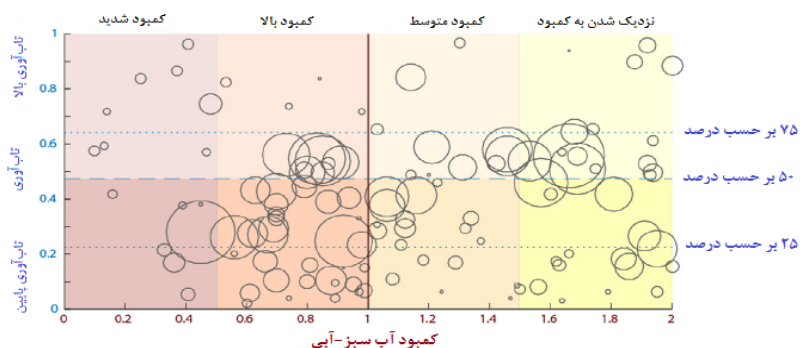 کمبود شدید
کمبود بالا
کمبود متوسط
نزدیک شدن به کمبود
تاب آوری بالا
تاب آوری
تاب آوری پایین
1
0.8
0.6
0.4
0.2
0
۷۵ بر حسب درصد
۵۰ بر حسب درصد
۲۵ بر حسب درصد
0 0.2 0.4 0.6 0.8 1 1.2 1.4 1.6 1.8 2
کمبود آب سبز-آبی